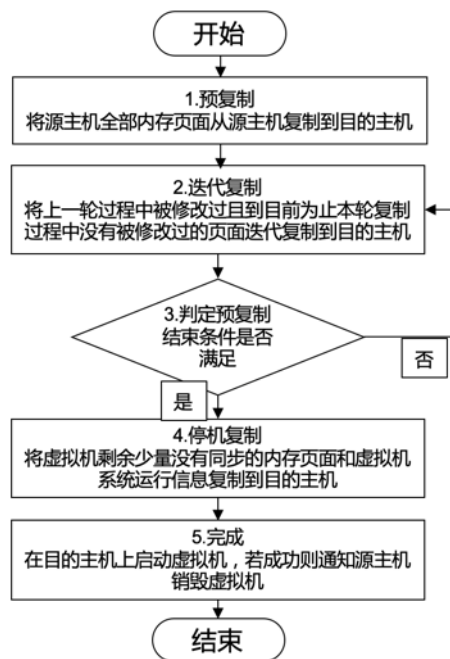 开始
1.预复制
将源主机全部内存页面从源主机复制到目的主机
2.迭代复制
将上一轮过程中被修改过且到目前为止本轮复制
过程中没有被修改过的页面迭代复制到目的主机
3.判定预复制
结束条件是否
满足
否
是
4.停机复制
将虚拟机剩余少量没有同步的内存页面和虚拟机
系统运行信息复制到目的主机
5.完成
在目的主机上启动虚拟机，若成功则通知源主机
销毁虚拟机
结束